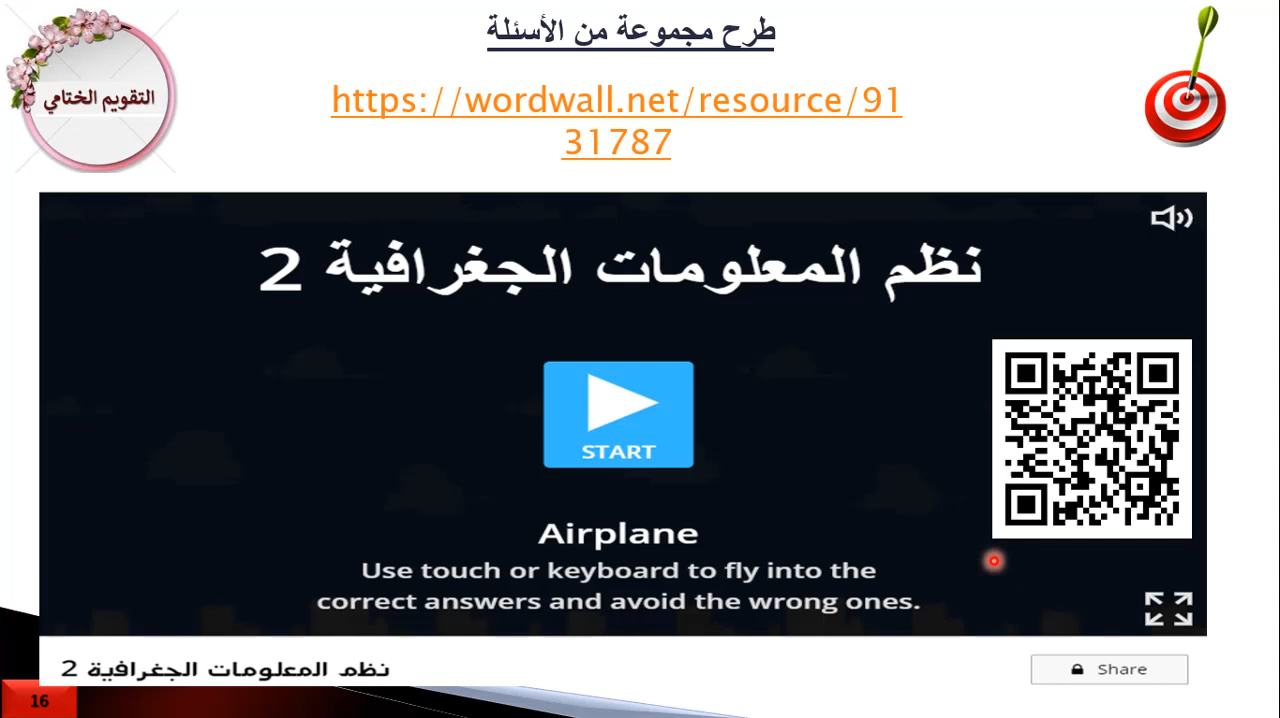 طرح مجموعة من الأسئلة
التقويم الختامي
https://wordwall.net/resource/91
31787
نظم المعلومات الجغرافية 2
START
Airplane
Use touch or keyboard to fly into the
correct answers and avoid the wrong ones.
نظم المعلومات الجغرافية 2
Share
16